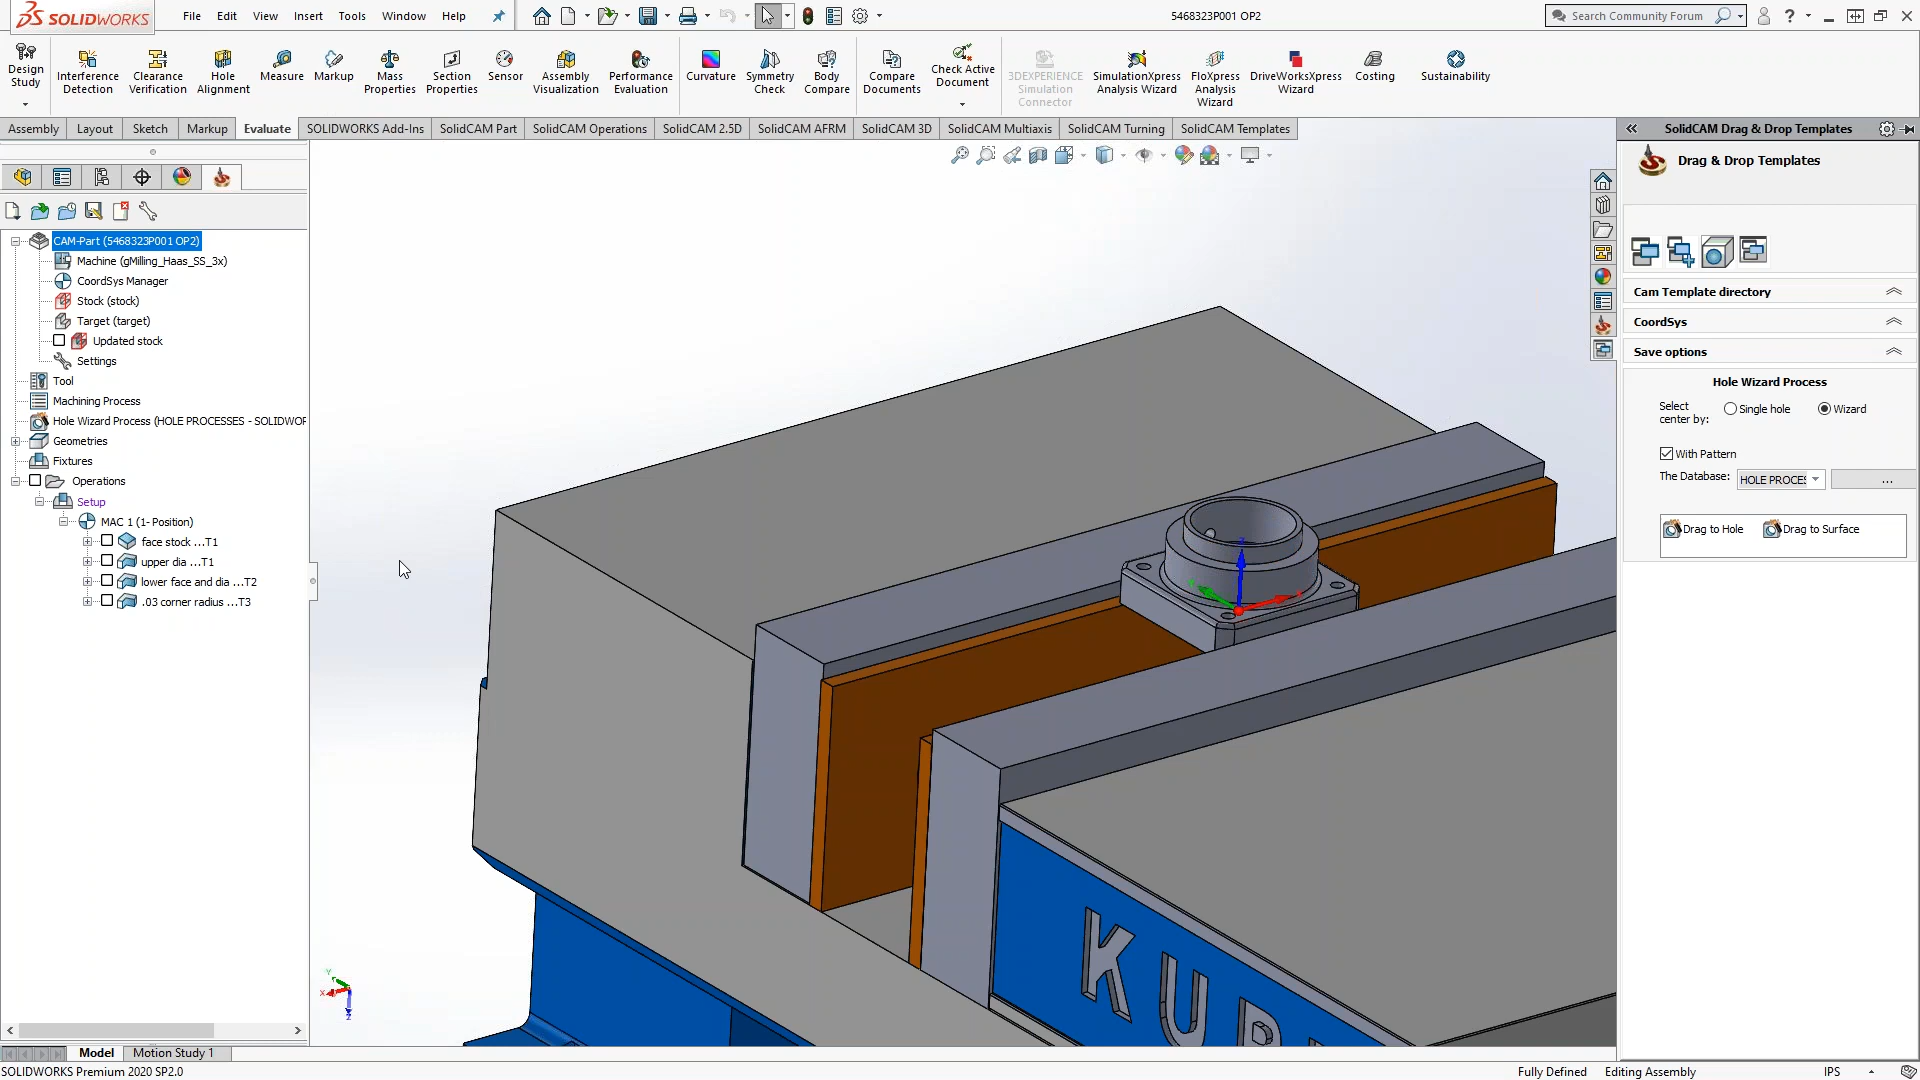 SOLIDWORKS
File Edit View Insert Tools Window Help
5468323P001 OP2
Search Community Forum
Design Study
Interference Detection
Clearance Verification
Hole Alignment
Measure
Markup
Mass Properties
Section Properties
Sensor
Assembly Visualization
Performance Evaluation
Curvature
Symmetry Check
Body Compare
Compare Documents
Check Active Document
3DEXPERIENCE Simulation Connector
SimulationXpress Analysis Wizard
FloXpress Analysis Wizard
DriveWorksXpress Wizard
Costing
Sustainability
Assembly Layout Sketch Markup Evaluate SOLIDWORKS Add-Ins SolidCAM Part SolidCAM Operations SolidCAM 2.5D SolidCAM AFRM SolidCAM 3D SolidCAM Multiaxis SolidCAM Turning SolidCAM Templates
SolidCAM Drag & Drop Templates
Drag & Drop Templates
CAM-Part (5468323P001 OP2)
Machine (gMilling_Haas_SS_3x)
CoordSys Manager
Stock (stock)
Target (target)
Updated stock
Settings
Tool
Machining Process
Hole Wizard Process (HOLE PROCESSES - SOLIDWOR
Geometries
Fixtures
Operations
Setup
MAC 1 (1- Position)
face stock ...T1
upper dia ...T1
lower face and dia ...T2
.03 corner radius ...T3
Cam Template directory
CoordSys
Save options
Hole Wizard Process
Select center by:
Single hole
Wizard
With Pattern
The Database:
HOLE PROCES
...
Drag to Hole
Drag to Surface
KUR
Y
X
Z
Model
Motion Study 1
SOLIDWORKS Premium 2020 SP2.0
Fully Defined
Editing Assembly
IPS